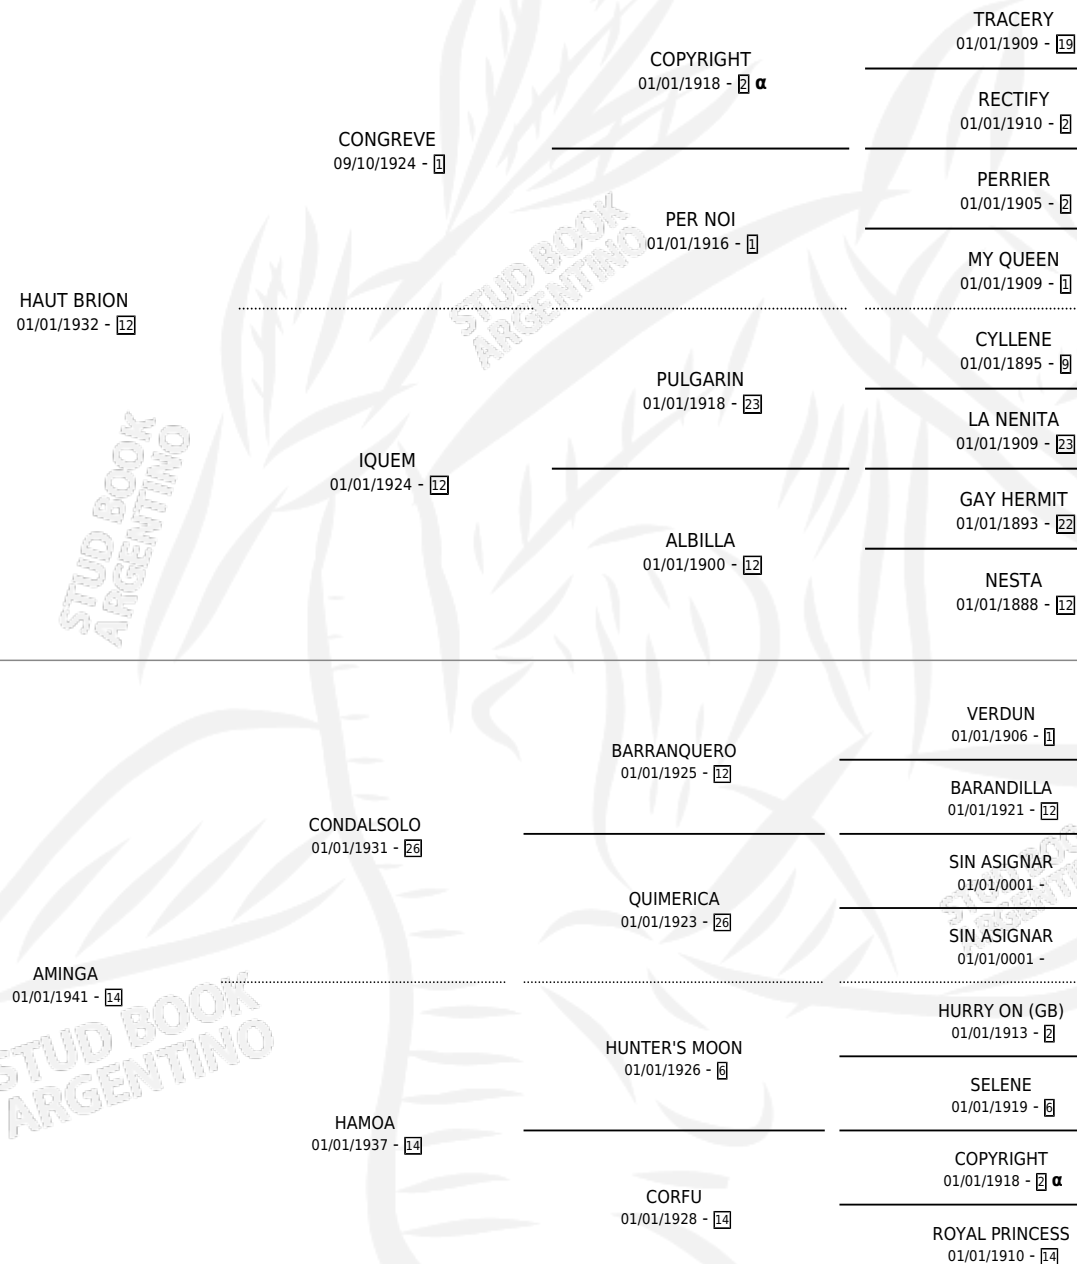 TRACERY
01/01/1909 - 19
COPYRIGHT
01/01/1918 - 2 α
RECTIFY
01/01/1910 - 2
CONGREVE
09/10/1924 - 1
PERRIER
01/01/1905 - 2
PER NOI
01/01/1916 - 1
MY QUEEN
01/01/1909 - 1
HAUT BRION
01/01/1932 - 12
CYLLENE
01/01/1895 - 9
PULGARIN
01/01/1918 - 23
LA NENITA
01/01/1909 - 23
IQUEM
01/01/1924 - 12
GAY HERMIT
01/01/1893 - 22
ALBILLA
01/01/1900 - 12
NESTA
01/01/1888 - 12
STUD BOOK
ARGENTINO
STUD BOOK
ARGENTINO
VERDUN
01/01/1906 - 1
BARRANQUERO
01/01/1925 - 12
BARANDILLA
01/01/1921 - 12
CONDALSOLO
01/01/1931 - 26
SIN ASIGNAR
01/01/0001 -
QUIMERICA
01/01/1923 - 26
SIN ASIGNAR
01/01/0001 -
AMINGA
01/01/1941 - 14
HURRY ON (GB)
01/01/1913 - 2
HUNTER'S MOON
01/01/1926 - 6
SELENE
01/01/1919 - 6
HAMOA
01/01/1937 - 14
COPYRIGHT
01/01/1918 - 2 α
CORFU
01/01/1928 - 14
ROYAL PRINCESS
01/01/1910 - 14
STUD BOOK
ARGENTINO